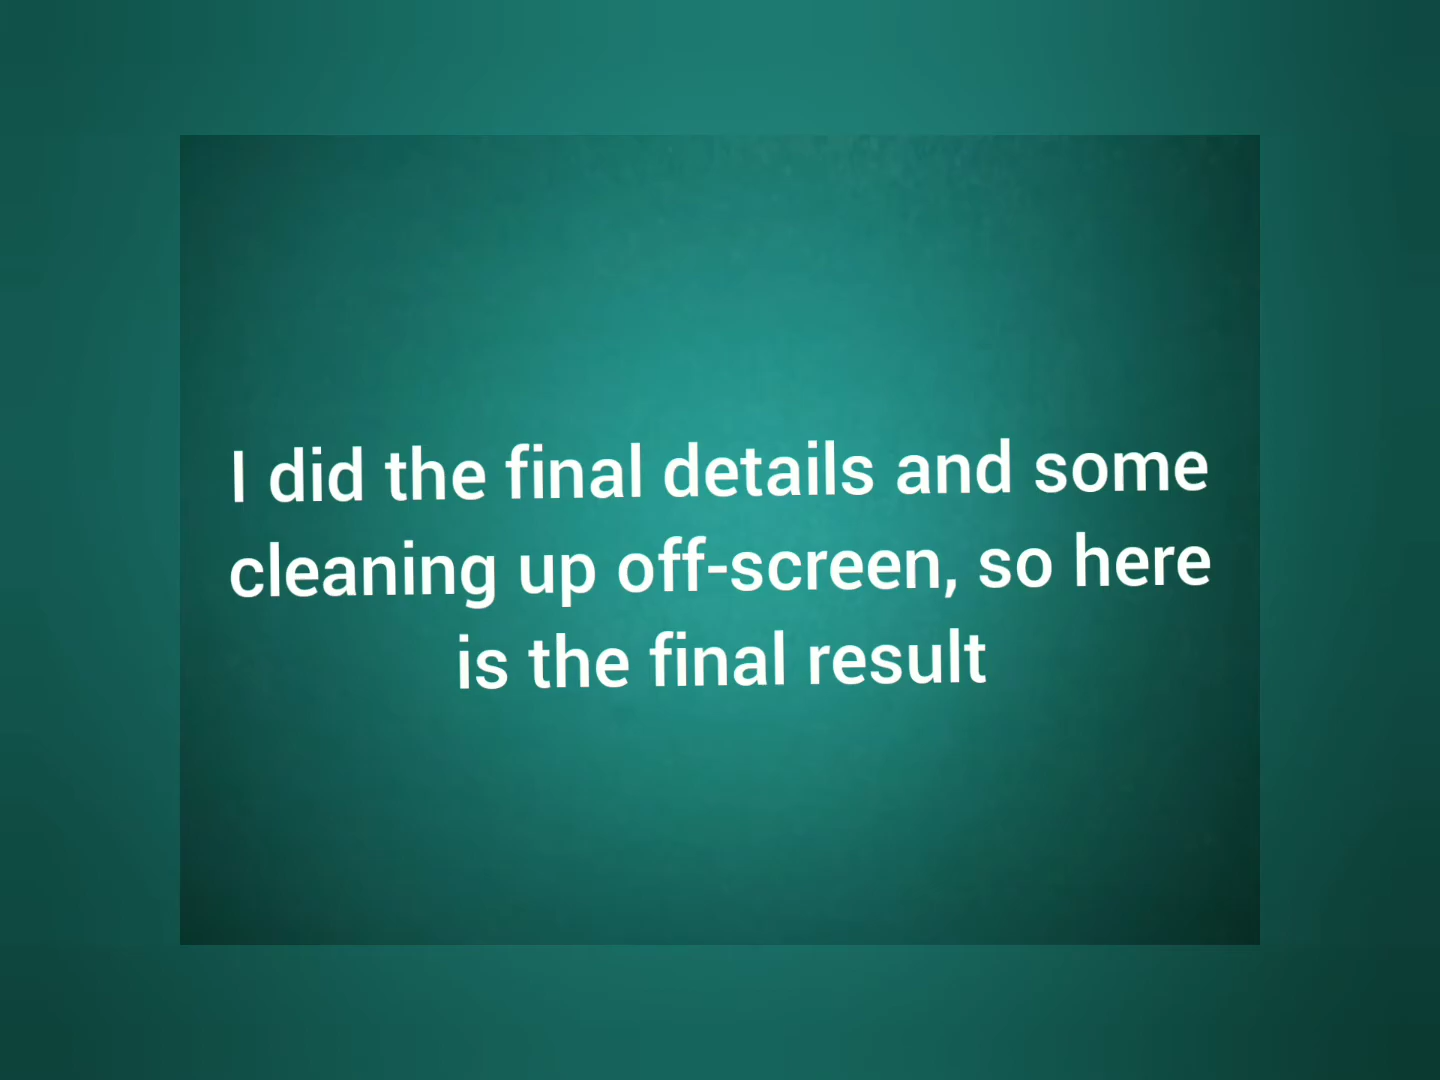 I did the final details and some
cleaning up off-screen, so here
is the final result